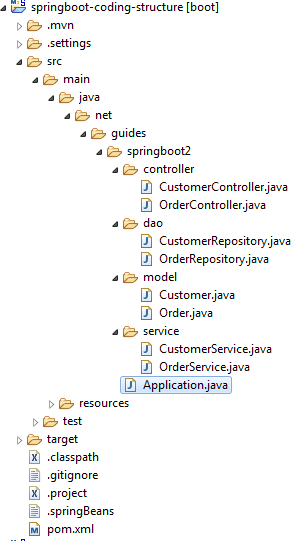 springboot-coding-structure [boot]
.mvn
.settings
src
main
java
net
guides
springboot2
controller
CustomerController.java
OrderController.java
dao
CustomerRepository.java
OrderRepository.java
model
Customer.java
Order.java
service
CustomerService.java
OrderService.java
Application.java
resources
test
target
.classpath
.gitignore
.project
.springBeans
pom.xml